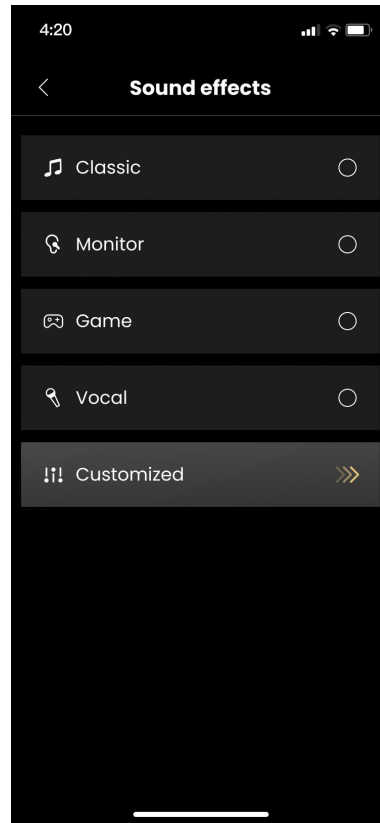 4:20
Sound effects
Classic
Monitor
Game
Vocal
Customized